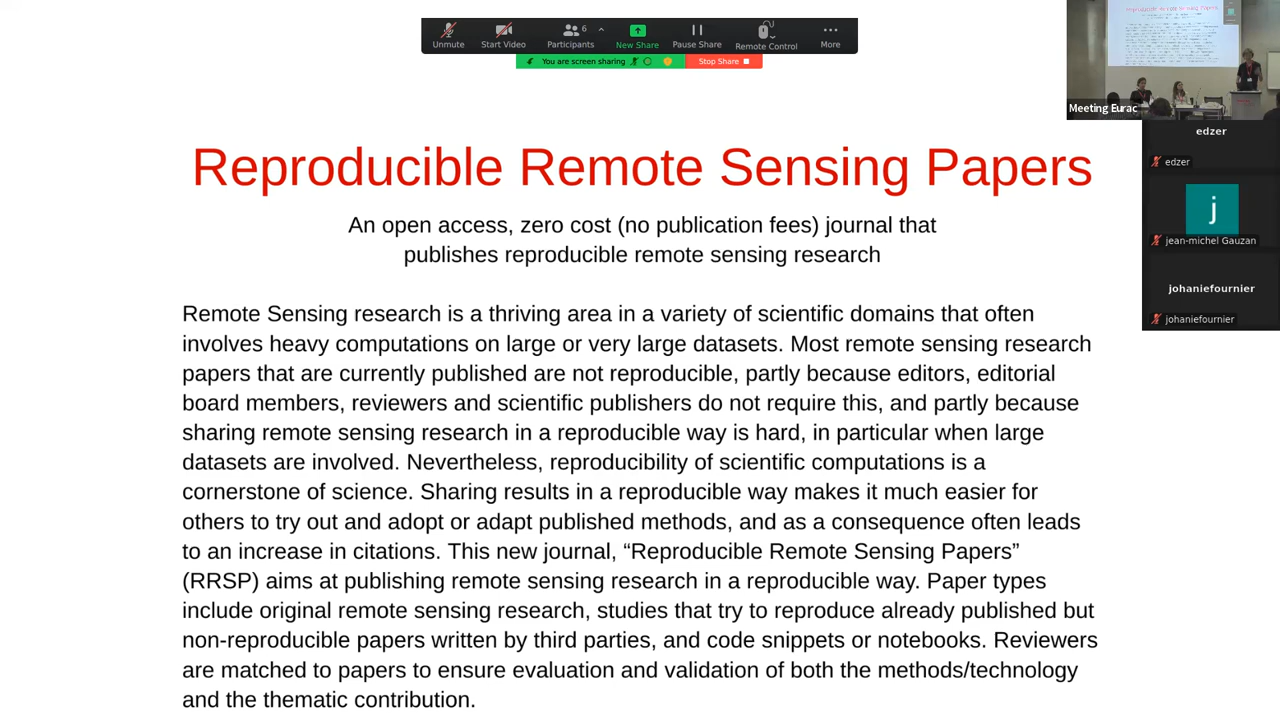 Unmute
Start Video
6
Participants
New Share
Pause Share
Remote Control
More
You are screen sharing
Stop Share
Meeting Eurac
edzer
edzer
j
jean-michel Gauzan
johaniefournier
johaniefournier
Reproducible Remote Sensing Papers
An open access, zero cost (no publication fees) journal that
publishes reproducible remote sensing research
Remote Sensing research is a thriving area in a variety of scientific domains that often
involves heavy computations on large or very large datasets. Most remote sensing research
papers that are currently published are not reproducible, partly because editors, editorial
board members, reviewers and scientific publishers do not require this, and partly because
sharing remote sensing research in a reproducible way is hard, in particular when large
datasets are involved. Nevertheless, reproducibility of scientific computations is a
cornerstone of science. Sharing results in a reproducible way makes it much easier for
others to try out and adopt or adapt published methods, and as a consequence often leads
to an increase in citations. This new journal, “Reproducible Remote Sensing Papers”
(RRSP) aims at publishing remote sensing research in a reproducible way. Paper types
include original remote sensing research, studies that try to reproduce already published but
non-reproducible papers written by third parties, and code snippets or notebooks. Reviewers
are matched to papers to ensure evaluation and validation of both the methods/technology
and the thematic contribution.